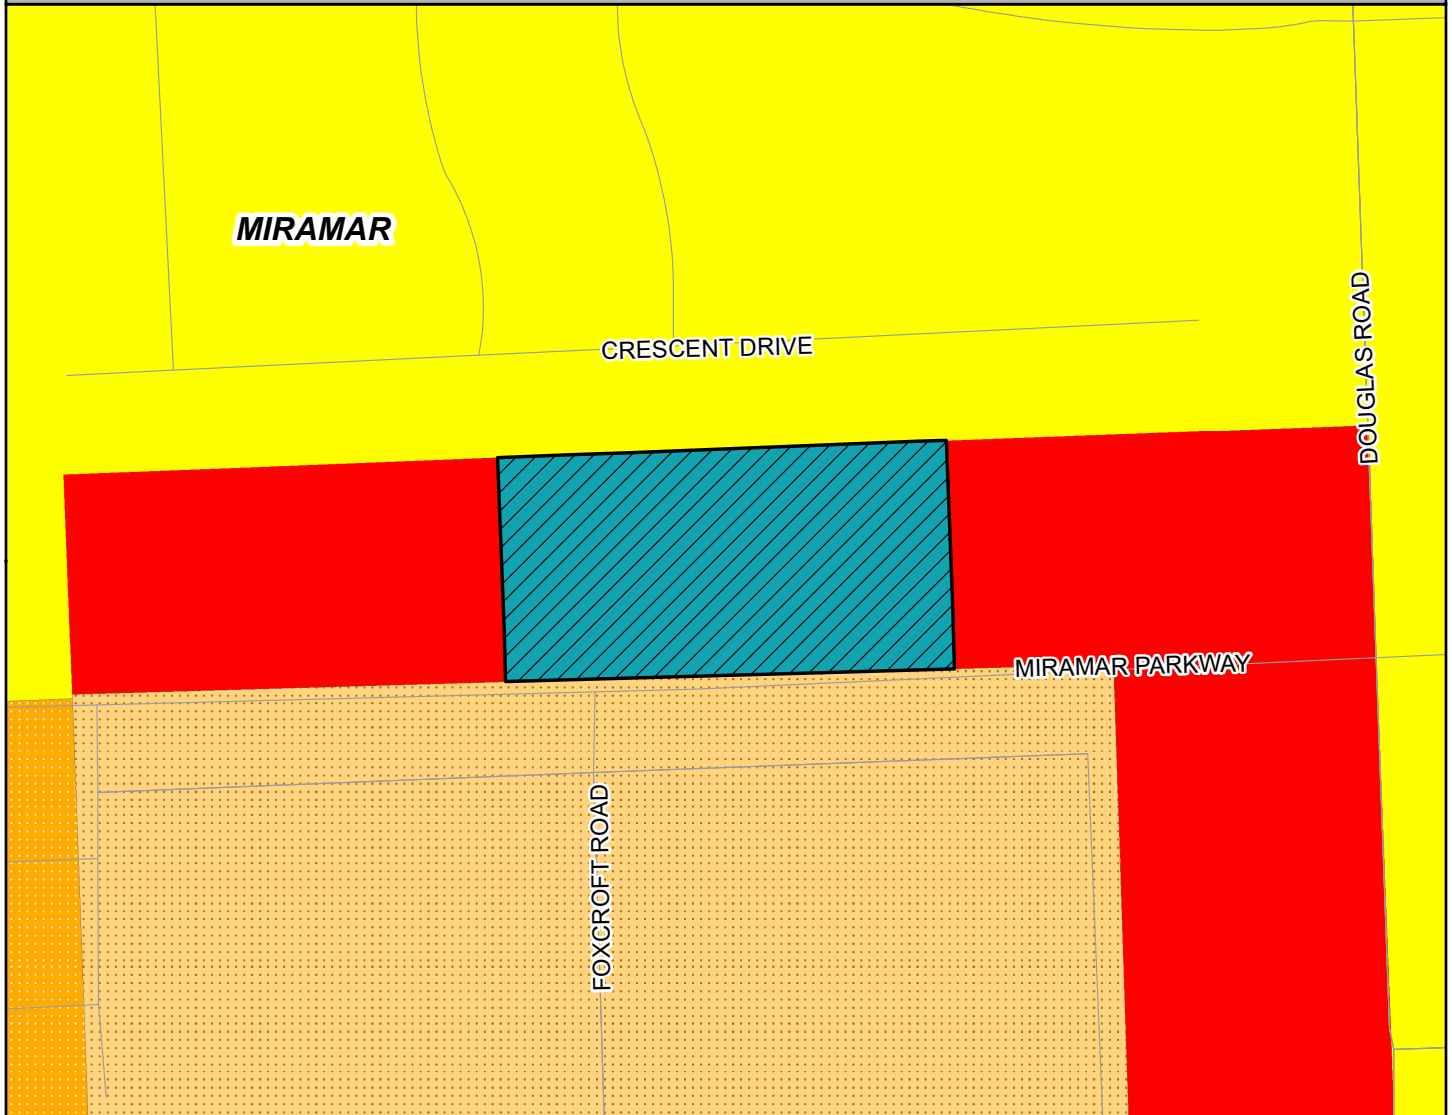 MIRAMAR
CRESCENT DRIVE
DOUGLAS ROAD
MIRAMAR PARKWAY
FOXCROFT ROAD